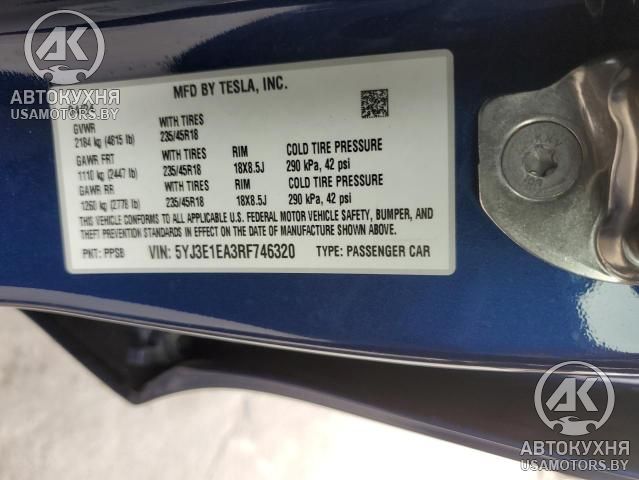 AK
АВТОКУХНЯ
USAMOTORS.BY
MFD BY TESLA, INC.
GVWR WITH TIRES
2184 kg (4815 lb) 235/45R18
GAWR FRT WITH TIRES RIM COLD TIRE PRESSURE
1110 kg (2447 lb) 235/45R18 18X8.5J 290 kPa, 42 psi
GAWR RR WITH TIRES RIM COLD TIRE PRESSURE
1260 kg (2778 lb) 235/45R18 18X8.5J 290 kPa, 42 psi
THIS VEHICLE CONFORMS TO ALL APPLICABLE U.S. FEDERAL MOTOR VEHICLE SAFETY, BUMPER, AND
THEFT PREVENTION STANDARDS IN EFFECT ON THE DATE OF MANUFACTURE SHOWN ABOVE.
PNT: PPSB VIN: 5YJ3E1EA3RF746320 TYPE: PASSENGER CAR
AK
АВТОКУХНЯ
USAMOTORS.BY